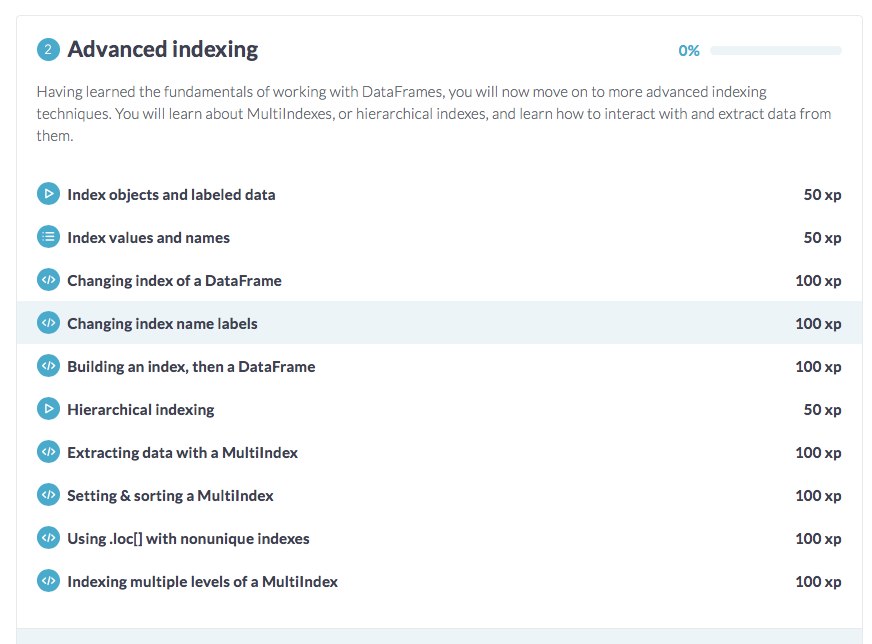 2 Advanced indexing 0%
Having learned the fundamentals of working with DataFrames, you will now move on to more advanced indexing
techniques. You will learn about MultiIndexes, or hierarchical indexes, and learn how to interact with and extract data from
them.
Index objects and labeled data 50 xp
Index values and names 50 xp
</> Changing index of a DataFrame 100 xp
</> Changing index name labels 100 xp
</> Building an index, then a DataFrame 100 xp
Hierarchical indexing 50 xp
</> Extracting data with a MultiIndex 100 xp
</> Setting & sorting a MultiIndex 100 xp
</> Using .loc[] with nonunique indexes 100 xp
</> Indexing multiple levels of a MultiIndex 100 xp